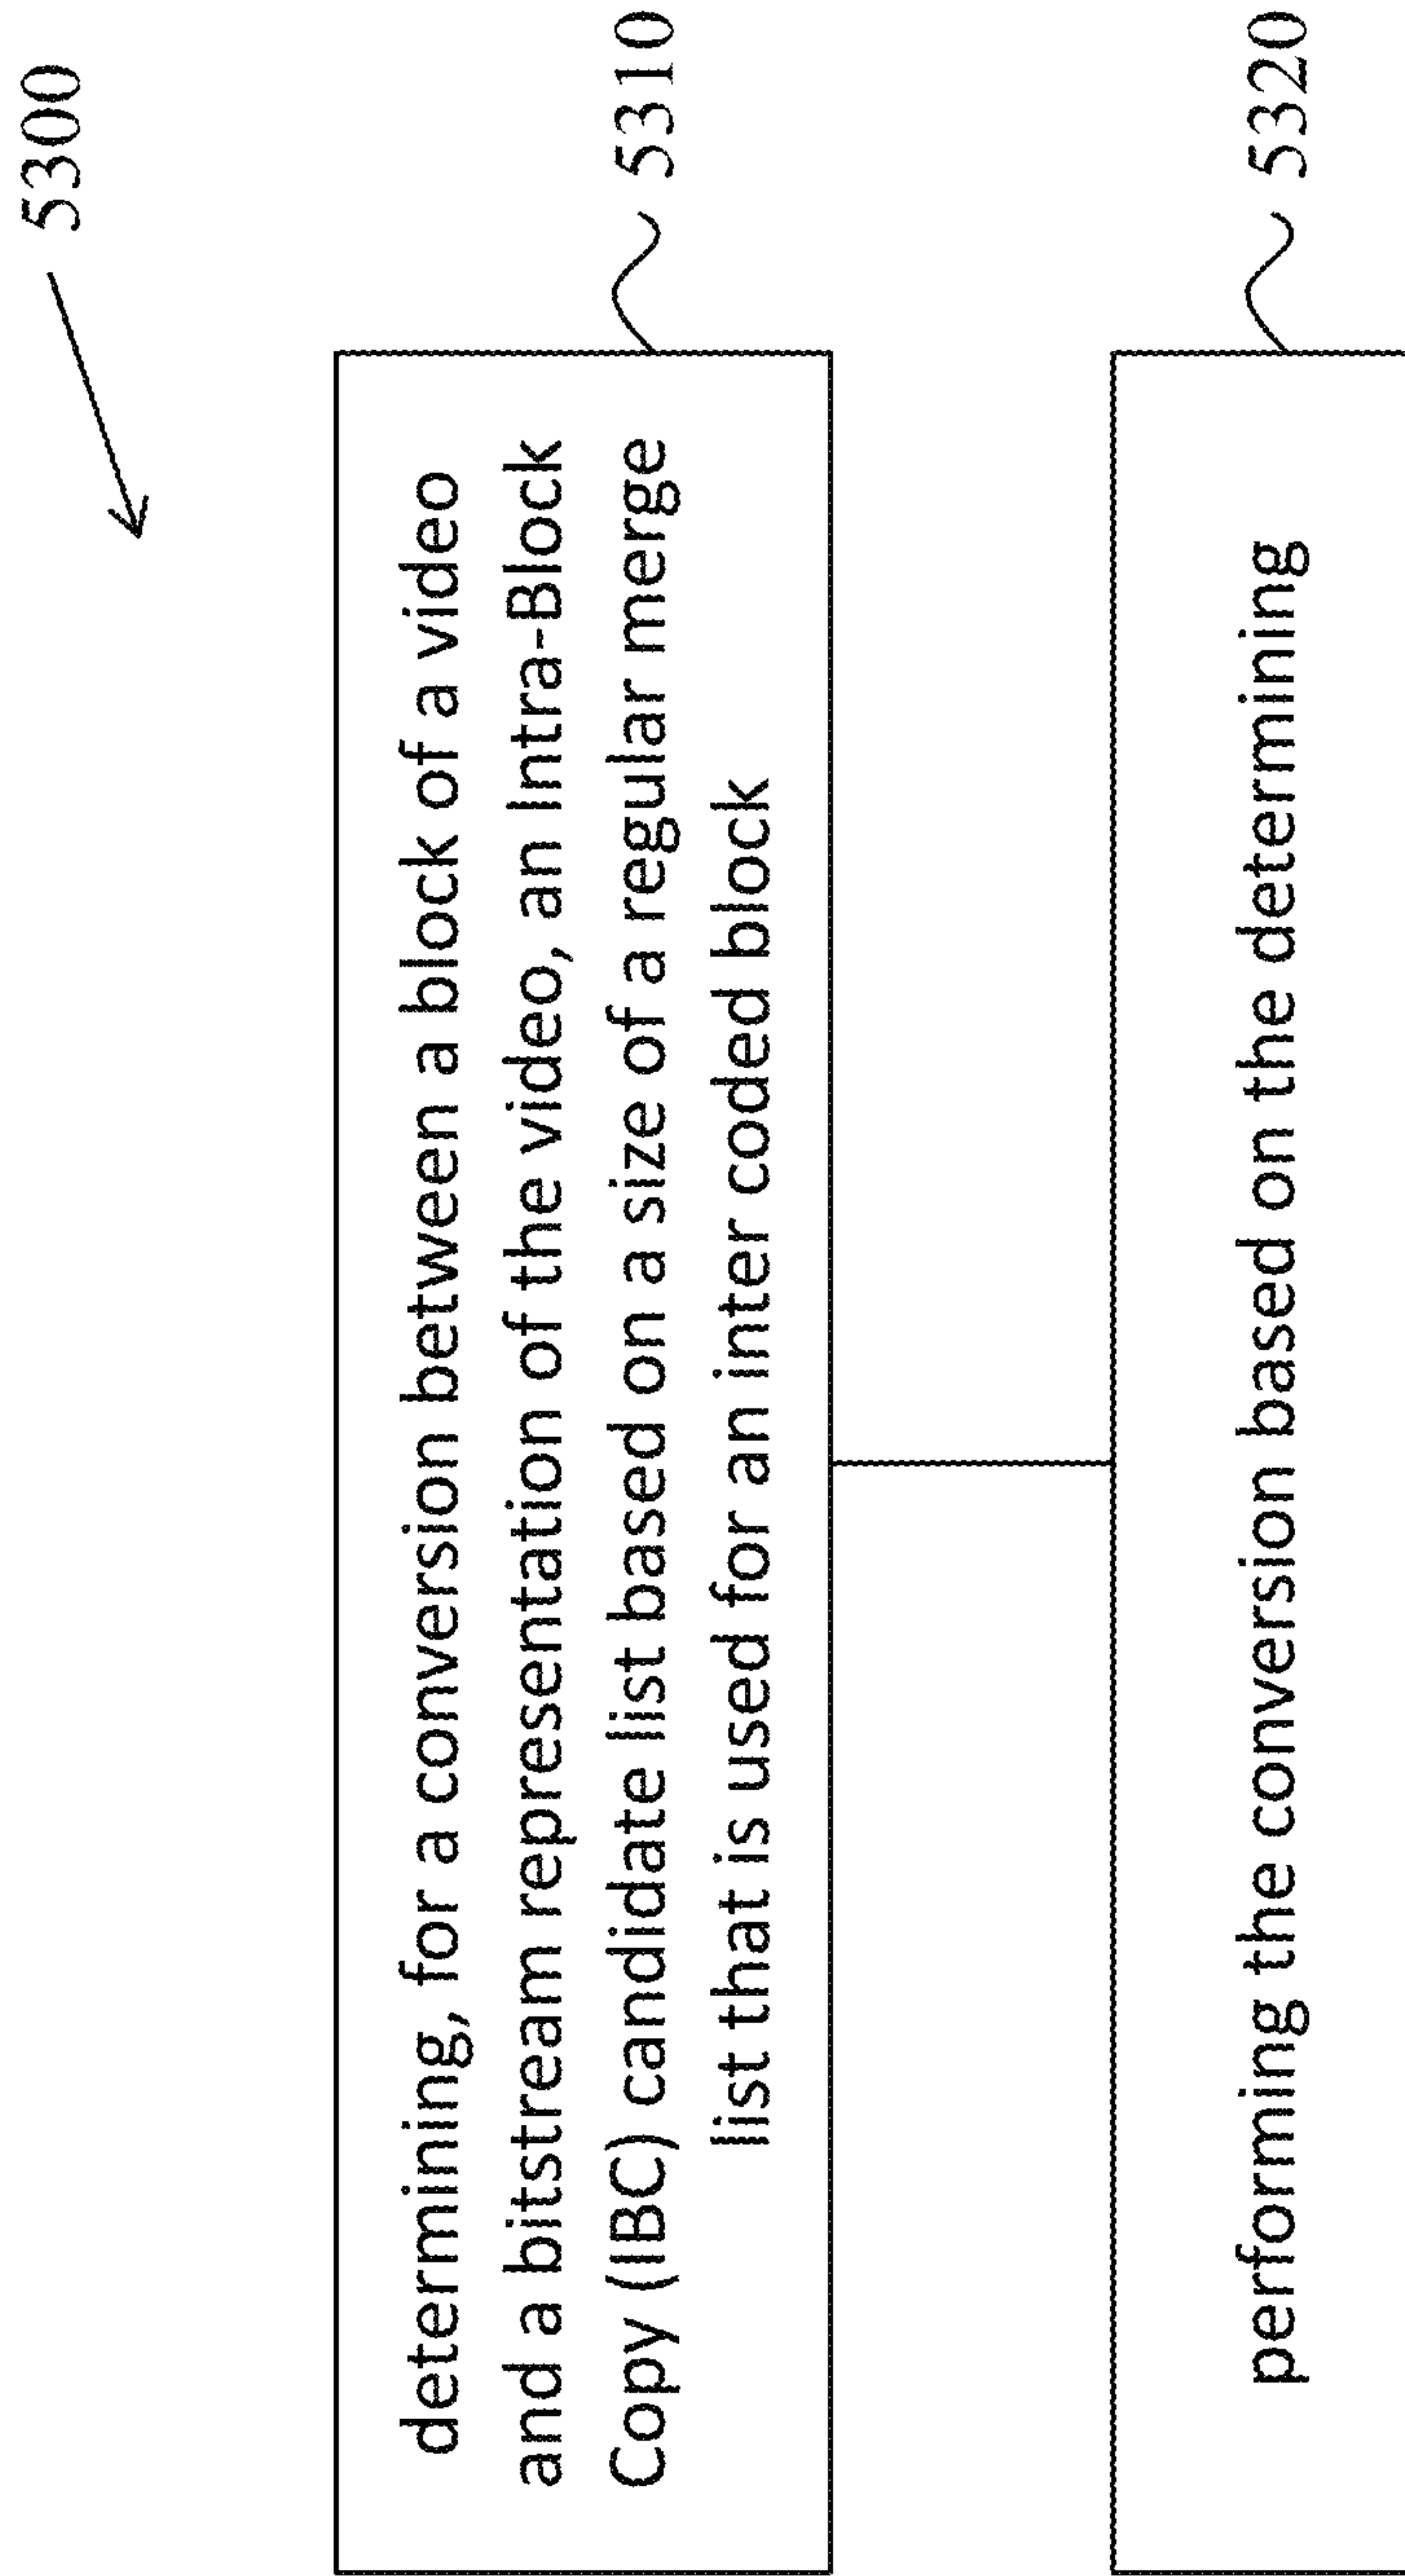 5300
determining, for a conversion between a block of a video
and a bitstream representation of the video, an Intra-Block
Copy (IBC) candidate list based on a size of a regular merge
list that is used for an inter coded block
5310
performing the conversion based on the determining
5320